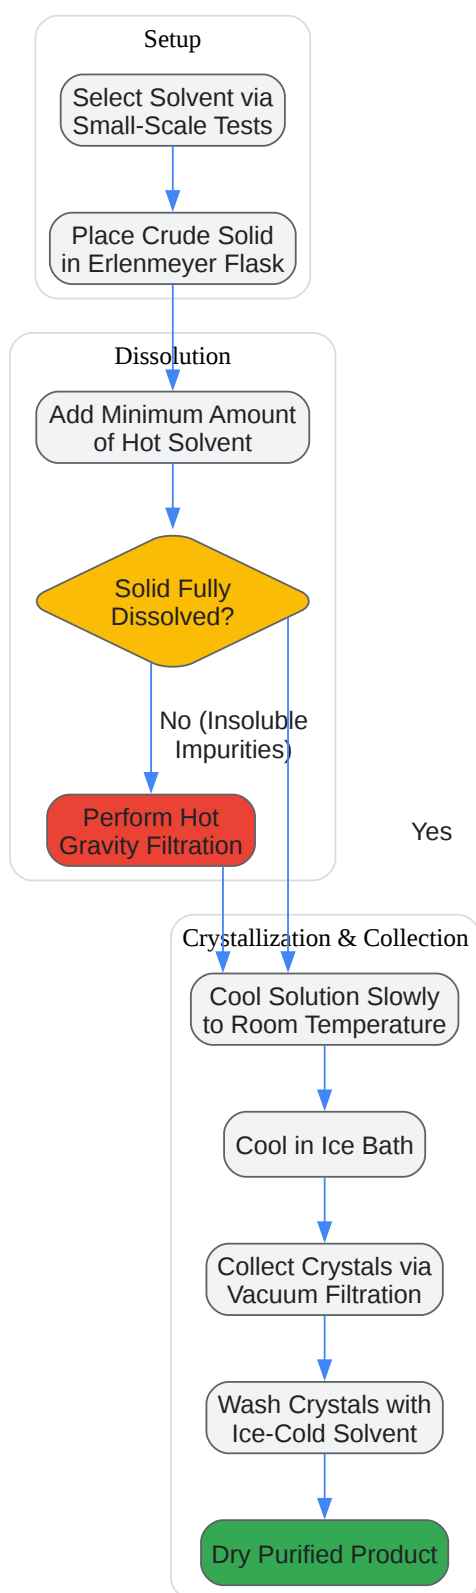 Setup
Select Solvent via
Small-Scale Tests
Place Crude Solid
in Erlenmeyer Flask
Dissolution
Add Minimum Amount
of Hot Solvent
Solid Fully
Dissolved?
No (Insoluble
Impurities)
Perform Hot
Gravity Filtration
Yes
Crystallization & Collection
Cool Solution Slowly
to Room Temperature
Cool in Ice Bath
Collect Crystals via
Vacuum Filtration
Wash Crystals with
Ice-Cold Solvent
Dry Purified Product